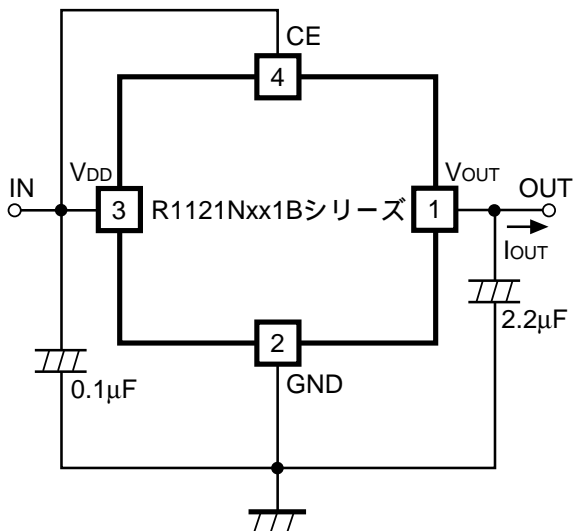 CE
4
VDD
VOUT
IN
OUT
3
R1121Nxx1Bシリーズ
1
IOUT
2.2μF
2
GND
0.1μF